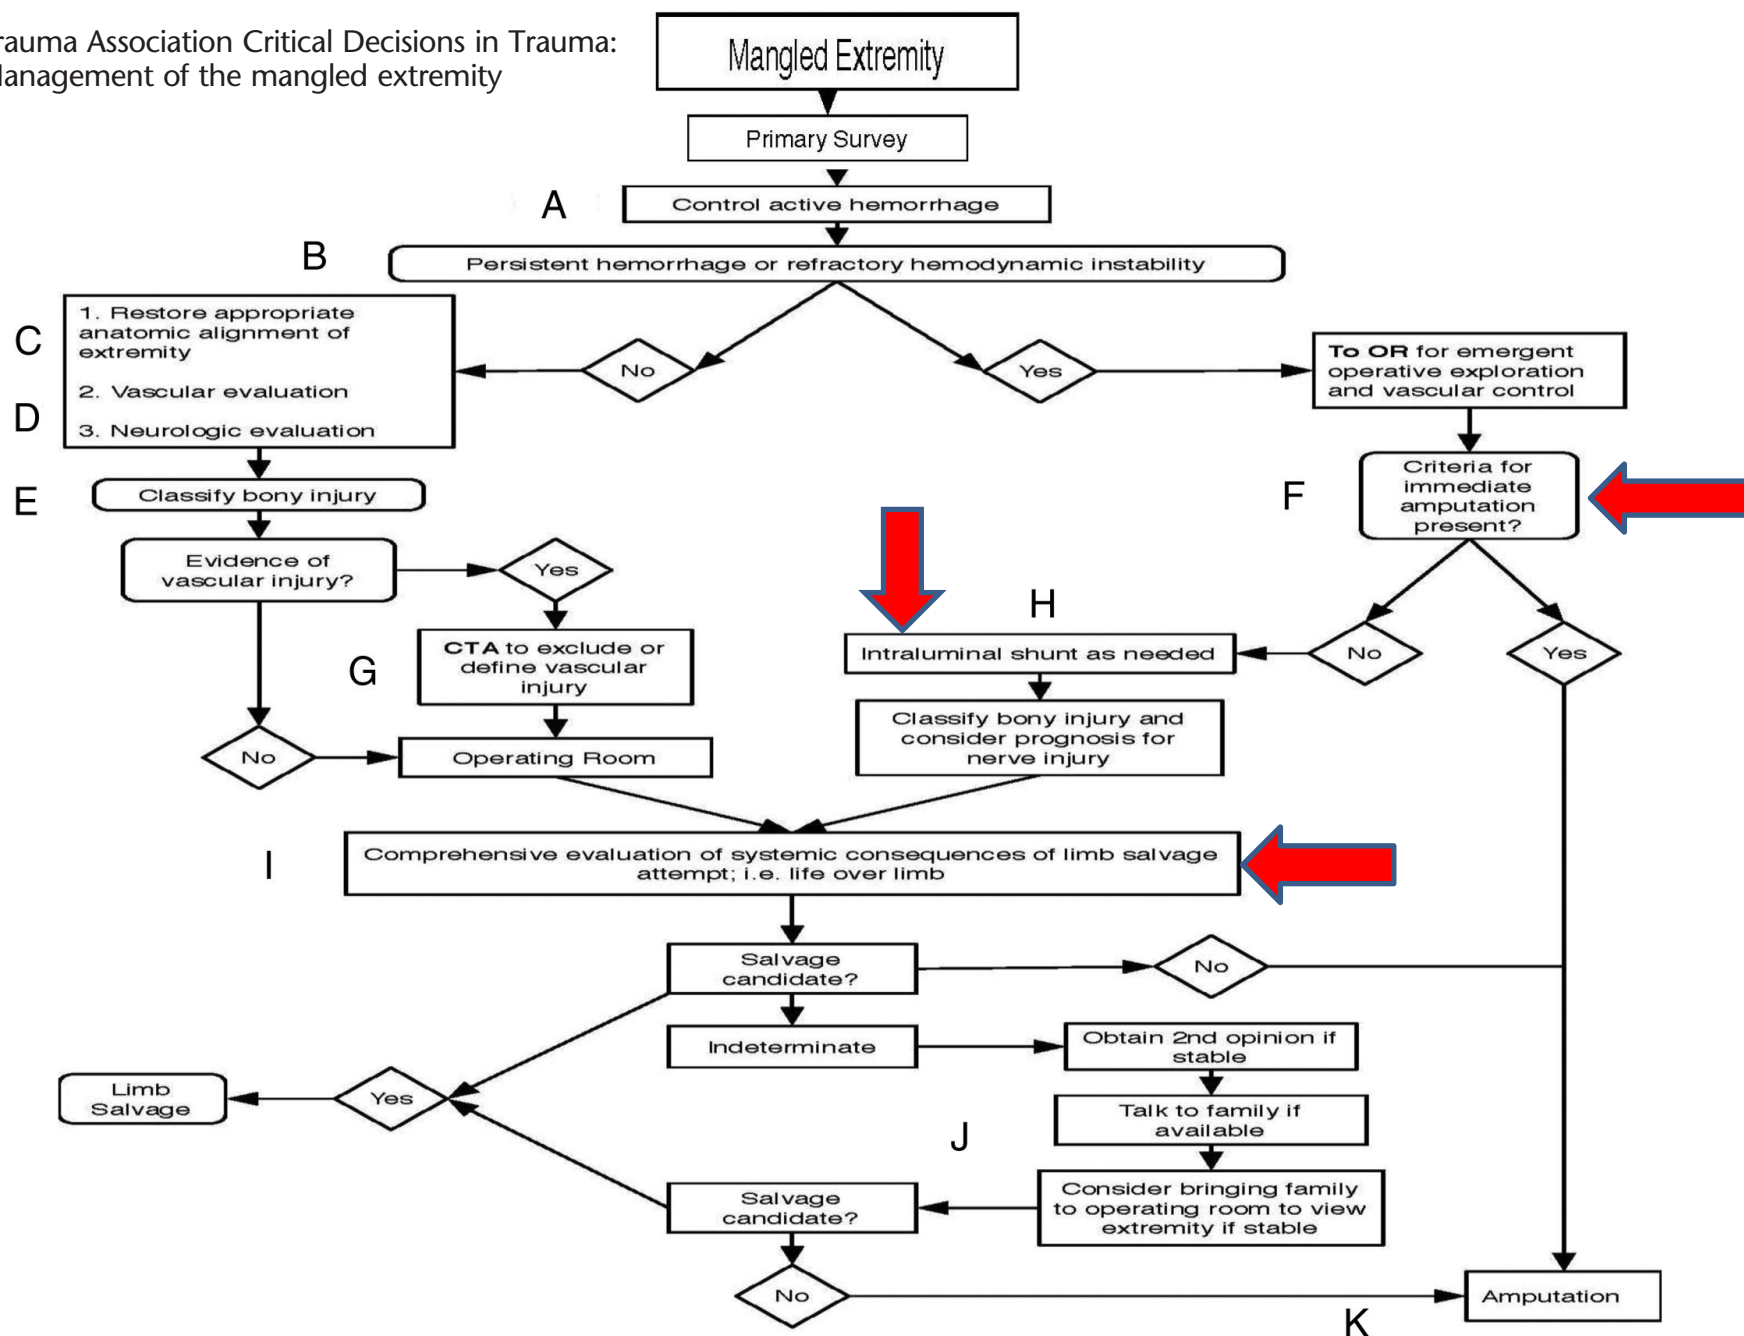 rauma Association Critical Decisions in Trauma:
anagement of the mangled extremity
Mangled Extremity
Primary Survey
A
Control active hemorrhage
B
Persistent hemorrhage or refractory hemodynamic instability
C
1. Restore appropriate
anatomic alignment of
extremity
2. Vascular evaluation
D
3. Neurologic evaluation
No
Yes
To OR for emergent
operative exploration
and vascular control
E
Classify bony injury
F
Criteria for
immediate
amputation
present?
Evidence of
vascular injury?
Yes
G
CTA to exclude or
define vascular
injury
H
Intraluminal shunt as needed
No
Yes
Classify bony injury and
consider prognosis for
nerve injury
No
Operating Room
I
Comprehensive evaluation of systemic consequences of limb salvage
attempt; i.e. life over limb
Salvage
candidate?
No
Indeterminate
Obtain 2nd opinion if
stable
Limb
Salvage
Yes
Talk to family if
available
J
Salvage
candidate?
Consider bringing family
to operating room to view
extremity if stable
No
K
Amputation